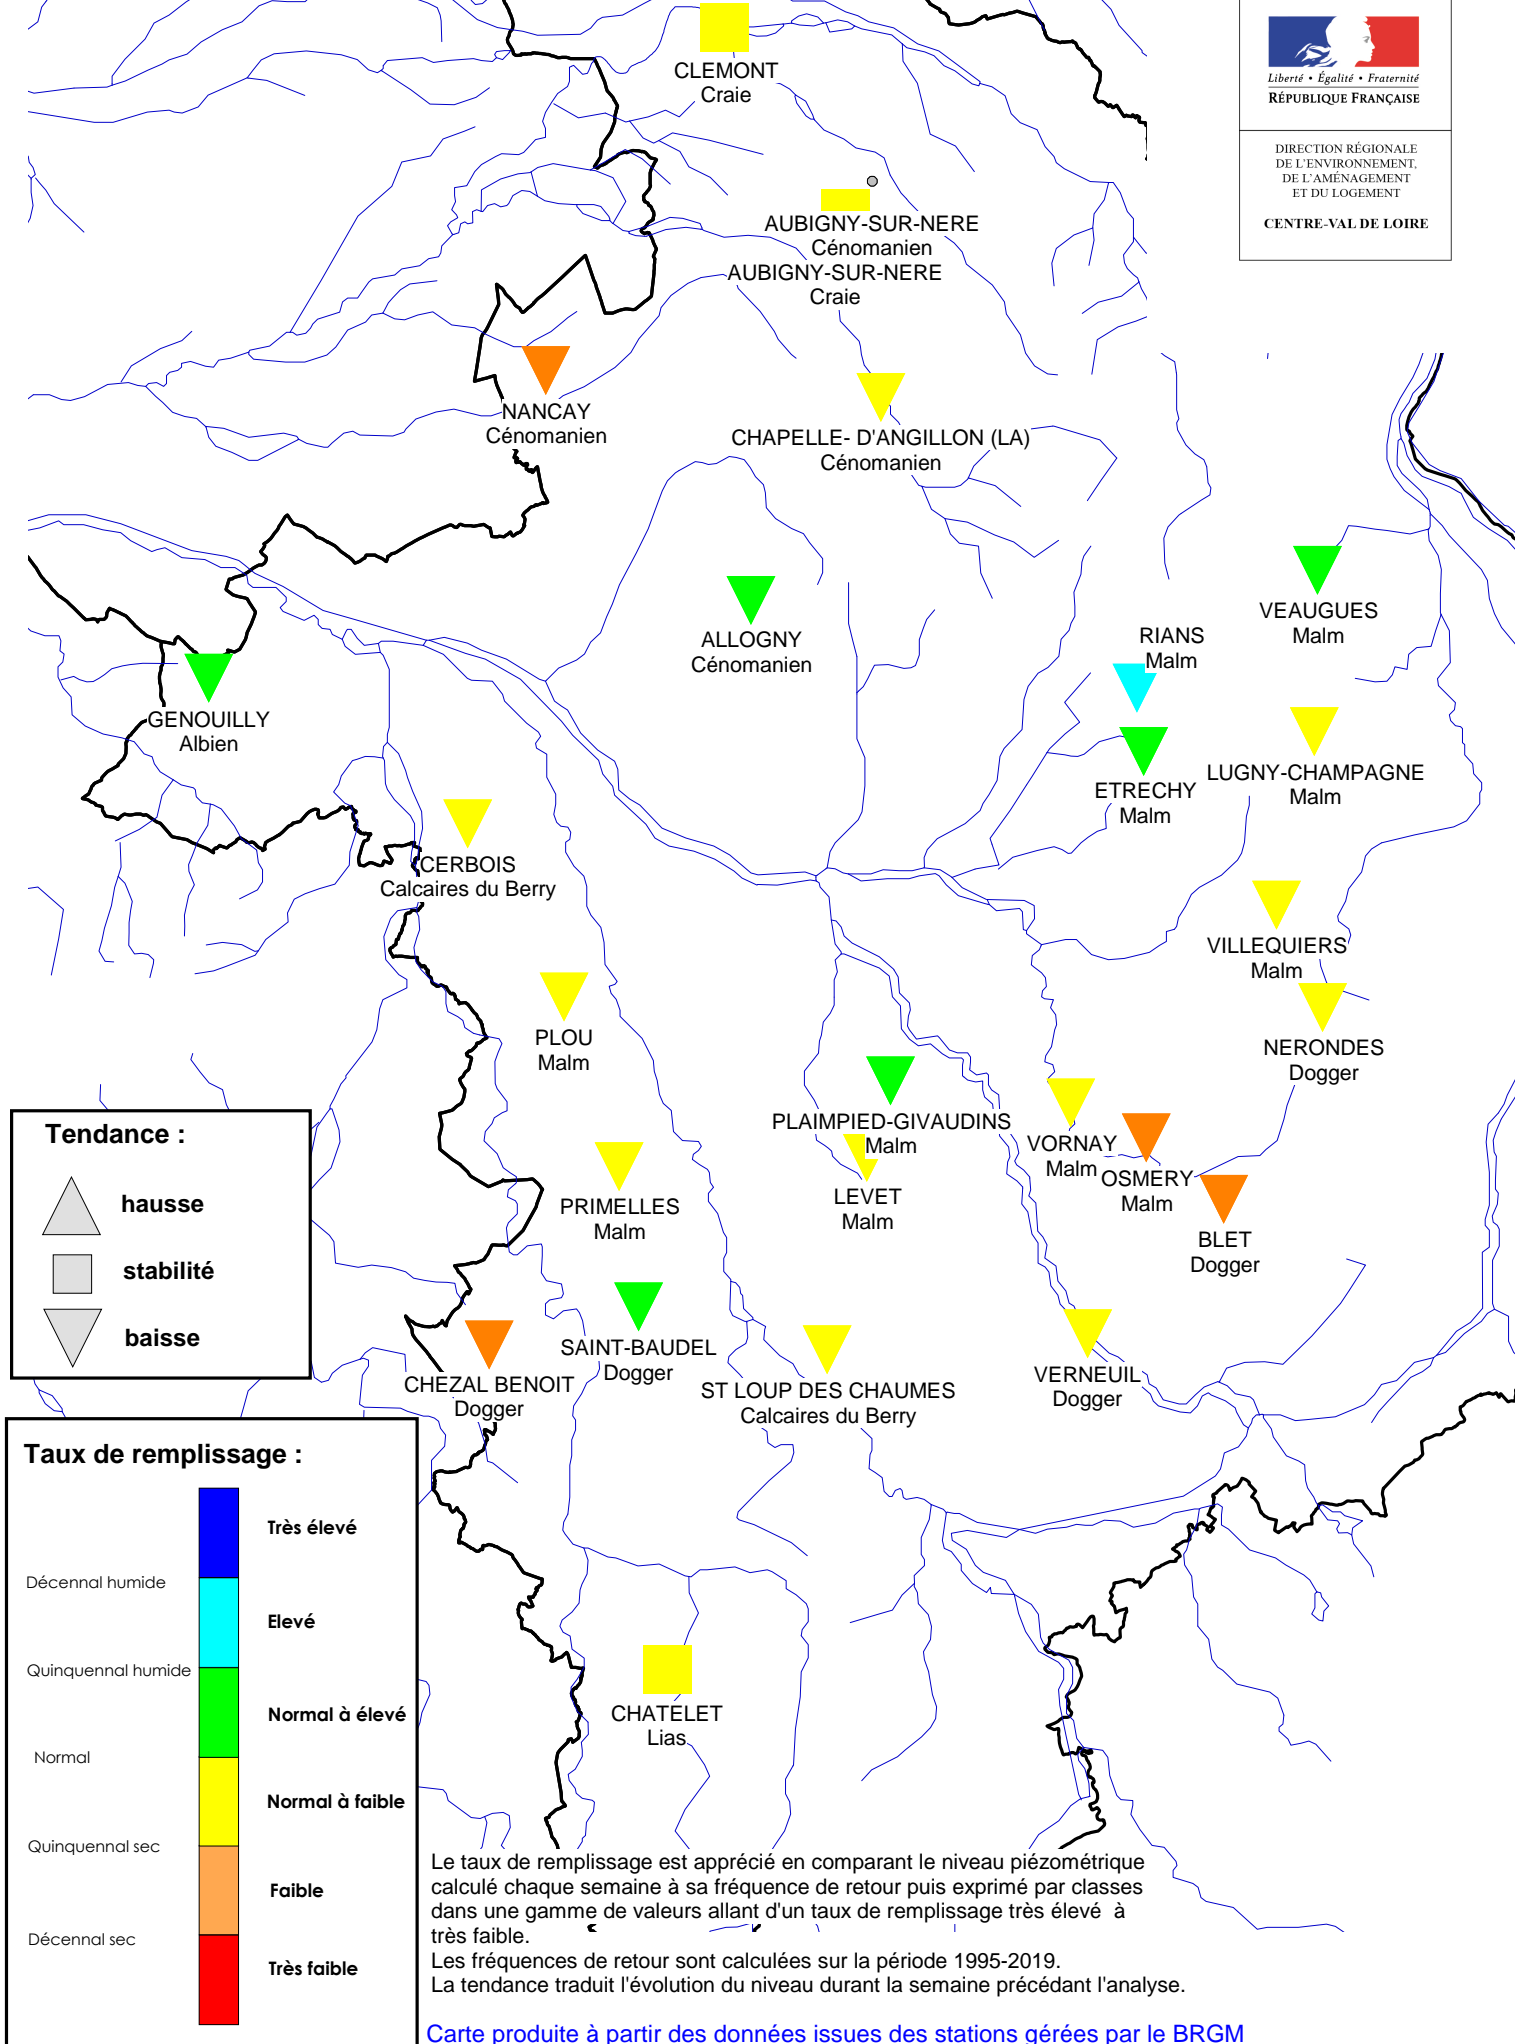 Liberté • Égalité • Fraternité
RÉPUBLIQUE FRANÇAISE
DIRECTION RÉGIONALE
DE L'ENVIRONNEMENT,
DE L'AMÉNAGEMENT
ET DU LOGEMENT
CENTRE-VAL DE LOIRE
CLEMONT
Craie
AUBIGNY-SUR-NERE
Cénomanien
AUBIGNY-SUR-NERE
Craie
NANCAY
Cénomanien
CHAPELLE- D'ANGILLON (LA)
Cénomanien
VEAUGUES
Malm
ALLOGNY
Cénomanien
RIANS
Malm
GENOUILLY
Albien
LUGNY-CHAMPAGNE
Malm
ETRECHY
Malm
CERBOIS
Calcaires du Berry
VILLEQUIERS
Malm
PLOU
Malm
NERONDES
Dogger
PLAIMPIED-GIVAUDINS
Malm
VORNAY
Malm
OSMERY
Malm
PRIMELLES
Malm
LEVET
Malm
BLET
Dogger
SAINT-BAUDEL
Dogger
CHEZAL BENOIT
Dogger
ST LOUP DES CHAUMES
Calcaires du Berry
VERNEUIL
Dogger
CHATELET
Lias
Tendance :
hausse
stabilité
baisse
Taux de remplissage :
Très élevé
Décennal humide
Elevé
Quinquennal humide
Normal à élevé
Normal
Normal à faible
Quinquennal sec
Faible
Décennal sec
Très faible
Le taux de remplissage est apprécié en comparant le niveau piézométrique
calculé chaque semaine à sa fréquence de retour puis exprimé par classes
dans une gamme de valeurs allant d'un taux de remplissage très élevé à
très faible.
Les fréquences de retour sont calculées sur la période 1995-2019.
La tendance traduit l'évolution du niveau durant la semaine précédant l'analyse.
Carte produite à partir des données issues des stations gérées par le BRGM